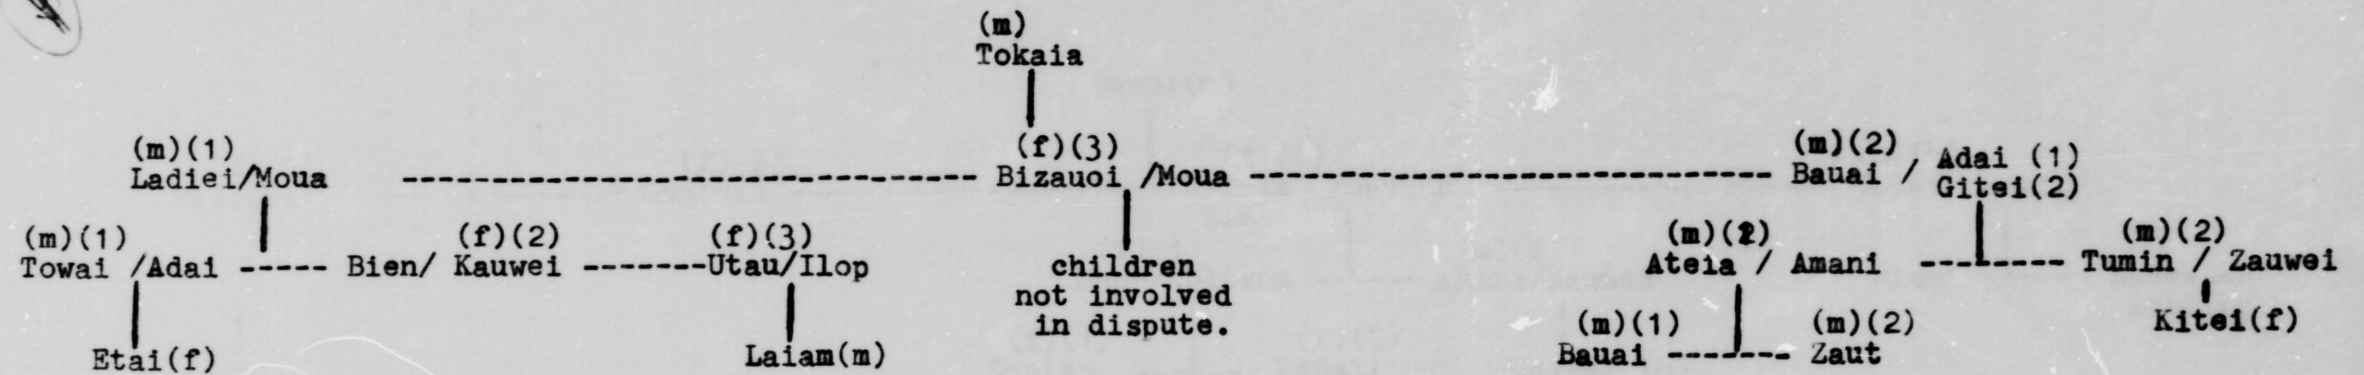 (m)
Tokaia
(m)(1) (f)(3) (m)(2)
Ladiei/Moua ------------------------------- Bizauoi /Moua ---------------------------- Bauai / Adai (1)
Gitei(2)
(m)(1) (f)(2) (f)(3) (m)( ) (m)(2)
Towai /Adai ----- Bien/ Kauwei -------Utau/Ilop children Ateia / Amani ------- Tumin / Zauwei
not involved
in dispute.
Etai(f) Laiam(m) (m)(1) (m)(2) Kitei(f)
Bauai ------- Zaut